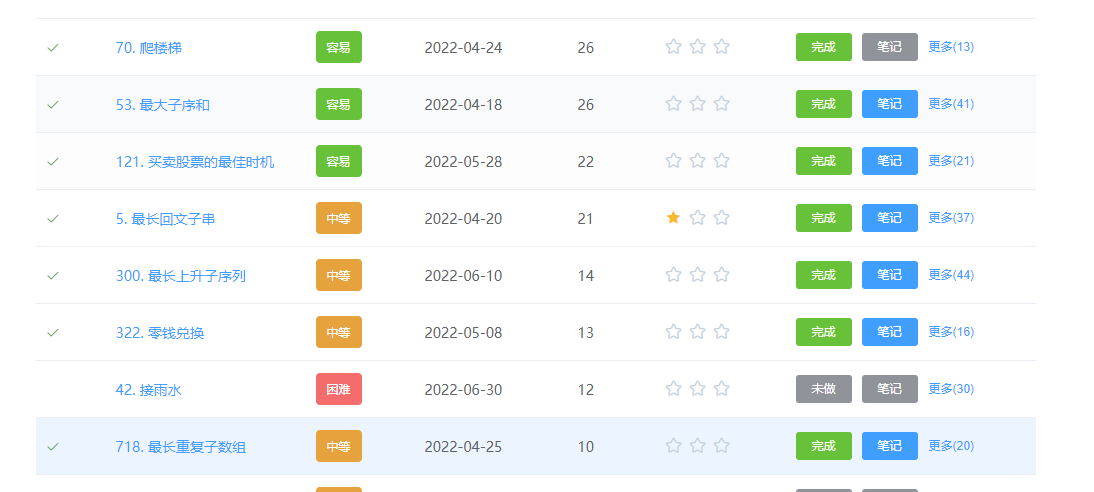 70. 爬楼梯 容易 2022-04-24 26 完成 笔记 更多(13)
53. 最大子序和 容易 2022-04-18 26 完成 笔记 更多(41)
121. 买卖股票的最佳时机 容易 2022-05-28 22 完成 笔记 更多(21)
5. 最长回文子串 中等 2022-04-20 21 完成 笔记 更多(37)
300. 最长上升子序列 中等 2022-06-10 14 完成 笔记 更多(44)
322. 零钱兑换 中等 2022-05-08 13 完成 笔记 更多(16)
42. 接雨水 困难 2022-06-30 12 未做 笔记 更多(30)
718. 最长重复子数组 中等 2022-04-25 10 完成 笔记 更多(20)